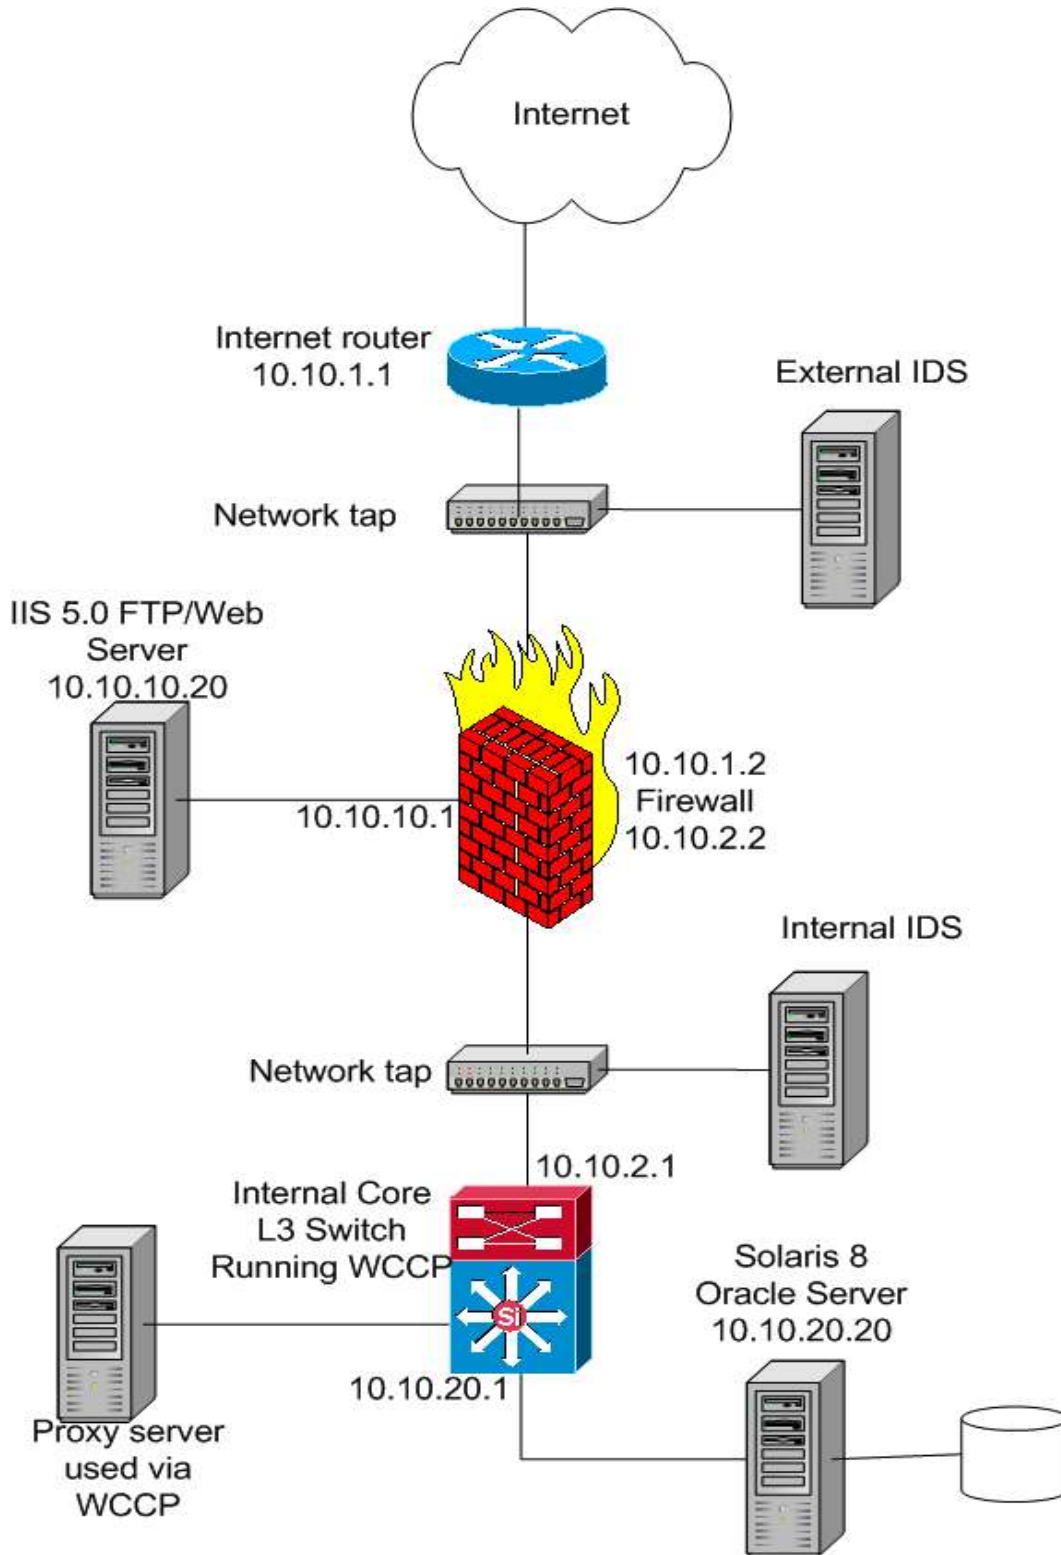 Internet
Internet router
10.10.1.1
External IDS
Network tap
IIS 5.0 FTP/Web
Server
10.10.10.20
10.10.1.2
Firewall
10.10.2.2
10.10.10.1
Internal IDS
Network tap
10.10.2.1
Internal Core
L3 Switch
Running WCCP
Si
Solaris 8
Oracle Server
10.10.20.20
10.10.20.1
Proxy server
used via
WCCP